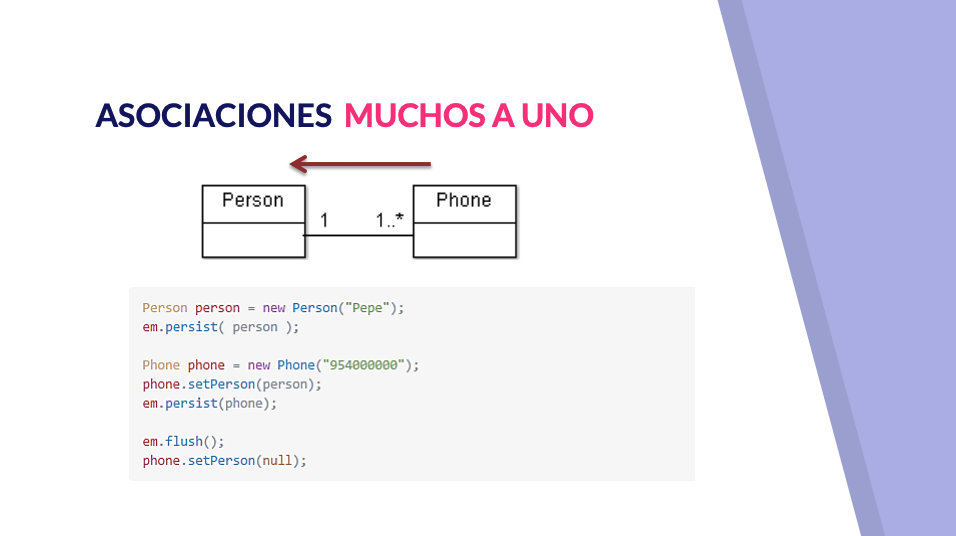 ASOCIACIONES MUCHOS A UNO
Person
Phone
1
1..*
Person person = new Person("Pepe");
em.persist( person );
Phone phone = new Phone("954000000");
phone.setPerson(person);
em.persist(phone);
em.flush();
phone.setPerson(null);